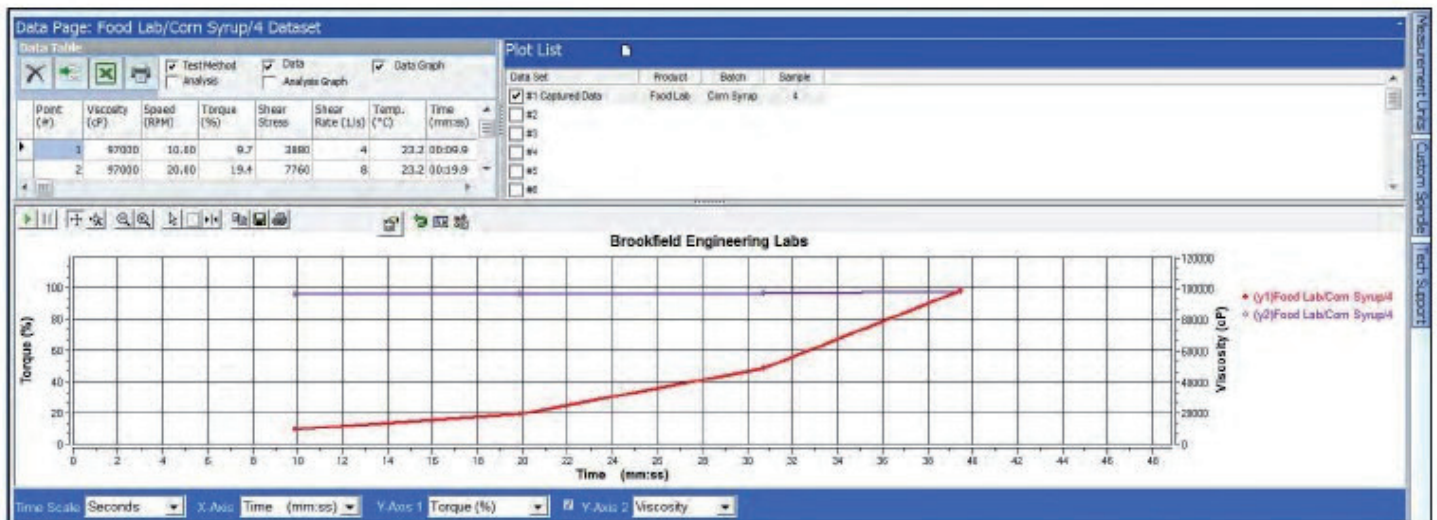 Data Page: Food Lab/Corn Syrup/4 Dataset
Data Table
Test Method Data Data Graph
Analysis Analysis Graph
Point (#) Viscosity (cP) Speed (RPM) Torque (%) Shear Stress Shear Rate (1/s) Temp. (°C) Time (mm:ss)
1 97000 10.00 9.7 3880 4 23.2 00:09.9
2 97000 20.00 19.4 7760 8 23.2 00:19.9
Plot List
Data Set Product Batch Sample
#1 Captured Data Food Lab Corn Syrup 4
#2
#3
#4
#5
#6
Measurement Units
Custom Spindle
Tech Support
Brookfield Engineering Labs
Torque (%)
100
80
60
40
20
0
120000
100000
80000
60000
40000
20000
0
Viscosity (cP)
(y1)Food Lab/Corn Syrup/4
(y2)Food Lab/Corn Syrup/4
0 2 4 6 8 10 12 14 16 18 20 22 24 26 28 30 32 34 36 38 40 42 44 46 48
Time (mm:ss)
Time Scale Seconds X-Axis Time (mm:ss) Y-Axis 1 Torque (%) Y-Axis 2 Viscosity